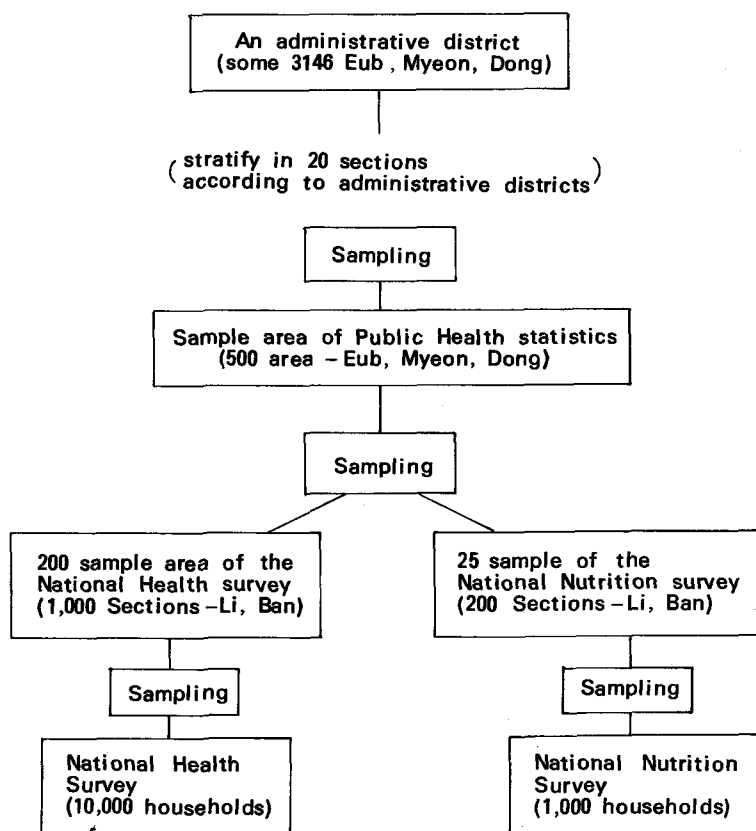 An administrative district
(some 3146 Eub, Myeon, Dong)
(stratify in 20 sections
according to administrative districts)
Sampling
Sample area of Public Health statistics
(500 area – Eub, Myeon, Dong)
Sampling
200 sample area of the
National Health survey
(1,000 Sections – Li, Ban)
25 sample of the
National Nutrition survey
(200 Sections – Li, Ban)
Sampling
Sampling
National Health
Survey
(10,000 households)
National Nutrition
Survey
(1,000 households)